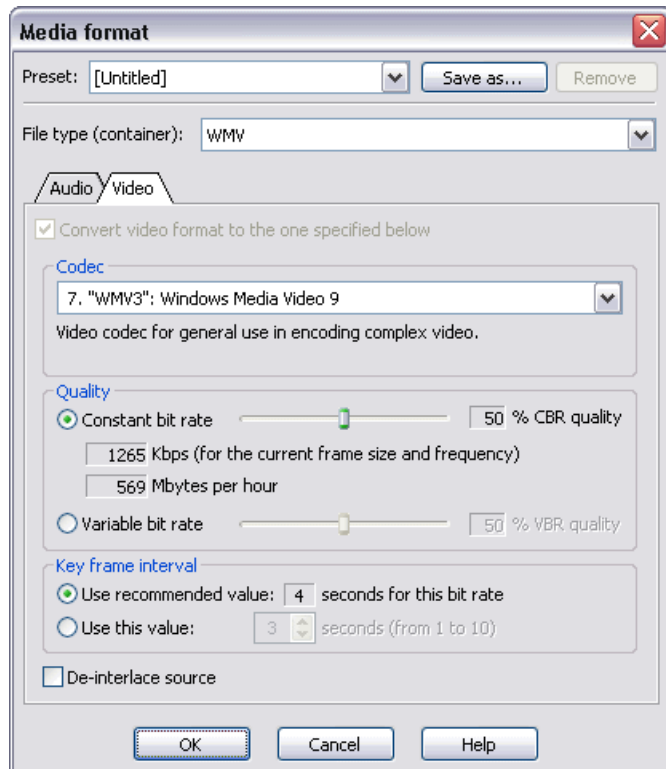 Media format
Preset: [Untitled] Save as... Remove
File type (container): WMV
Audio Video
Convert video format to the one specified below
Codec
7. "WMV3": Windows Media Video 9
Video codec for general use in encoding complex video.
Quality
Constant bit rate 50 % CBR quality
1265 Kbps (for the current frame size and frequency)
569 Mbytes per hour
Variable bit rate 50 % VBR quality
Key frame interval
Use recommended value: 4 seconds for this bit rate
Use this value: 3 seconds (from 1 to 10)
De-interlace source
OK Cancel Help